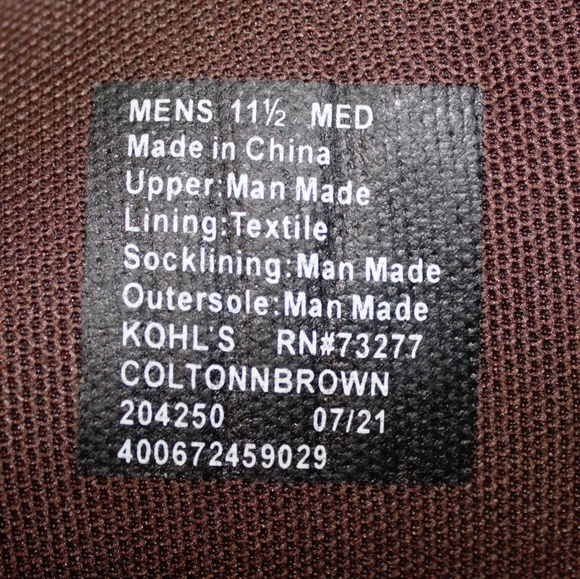 MENS 11½ MED
Made in China
Upper:Man Made
Lining:Textile
Socklining:Man Made
Outersole:Man Made
KOHL'S RN#73277
COLTONNBROWN
204250 07/21
400672459029